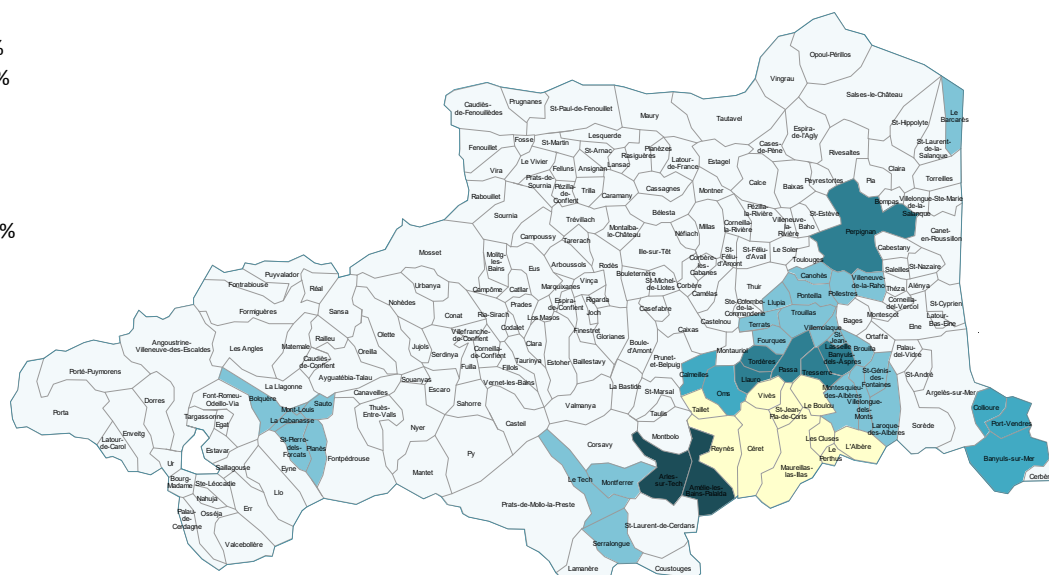 %
%
%
Opoul-Périllos
Vingrau
Salses-le-Château
Le
Barcarès
Caudiès-
de-Fenouillèdes
Prugnanes
St-Paul-de-Fenouillet
Maury
Tautavel
St-Hippolyte
Espira-
de-l'Agly
St-Laurent-
de-la-
Salanque
Fosse
St-Martin
Lesquerde
Fenouillet
St-Arnac
Rasiguères
Planèzes
Cases-
de-Pène
Rivesaltes
Le Vivier
Lansac
Latour-
de-France
Estagel
Claira
Vira
Felluns
Ansignan
Torreilles
Prats-de-
Sournia
Pézilla-
de-
Conflent
Trilla
Caramany
Cassagnes
Montner
Calce
Baixas
Peyrestortes
Pia
Rabouillet
Bompas
Villelongue-
de-la-
Salanque
Ste-Marie
Sournia
Trévillach
Bélesta
Pézilla-
la-Rivière
St-Estève
Campoussy
Montalba-
le-Château
Néfiach
Millas
Corneilla-
la-Rivière
Villeneuve-
la-
Rivière
Baho
Perpignan
Canet-
en-Roussillon
Tarerach
Cabestany
Mosset
Molitg-
les-
Bains
Ille-sur-Têt
St-
Féliu-
d'Amont
St-Féliu-
d'Avall
Le Soler
Toulouges
Saleilles
St-Nazaire
Eus
Arboussols
Rodès
Bouleternère
Corbère-
les-
Cabanes
Puyvalador
Fontrabiouse
Réal
Urbanya
Campôme
Catllar
Marquixanes
Vinça
St-Michel-
de-Llotes
Corbère
Camélas
Thuir
Canohès
Villeneuve-
de-la-Raho
Théza
Alénya
Nohèdes
Prades
Espira-
de-Conflent
Rigarda
Joch
Llupia
Ponteilla
Pollestres
Corneilla-
del-Vercol
St-Cyprien
Formiguères
Sansa
Conat
Ria-Sirach
Los Masos
Casefabre
Ste-Colombe-
de-la-
Commanderie
Trouillas
Montescot
Latour-
Bas-Elne
Codalet
Finestret
Glorianes
Caixas
Castelnou
Terrats
Villemolaque
Bages
Elne
Angoustrine-
Villeneuve-des-Escaldes
Les Angles
Matemale
Railleu
Olette
Villefranche-
de-Conflent
Jujols
Clara
Boule-
d'Amont
Fourques
St-
Jean-
Lasseille
Ortaffa
Caudiès-
de-Conflent
Oreilla
Serdinya
Corneilla-
de-Conflent
Taurinya
Estoher
Baillestavy
Prunet-
et-Belpuig
Montauriol
Banyuls-
dels-Aspres
Brouilla
Palau-
del-Vidre
Porté-Puymorens
Fuilla
Fillols
Tordères
Passa
Tresserre
St-Génis-
des-
Fontaines
St-André
La Llagonne
Ayguatébia-Talau
Souanyas
Escaro
Vernet-les-Bains
La Bastide
St-Marsal
Calmeilles
Llauro
Montesquieu-
des-Albères
Porta
Dorres
Font-Romeu-
Odeillo-Via
Bolquère
Mont-Louis
Sauto
Canavelles
Sahorre
Valmanya
Oms
Vivès
Le Boulou
Argelès-sur-Mer
Targassonne
La Cabanasse
Thuès-
Entre-Valls
Taulis
Taillet
St-Jean-
Pla-de-Corts
Villelongue-
dels-
Monts
Collioure
Egat
Enveitg
Nyer
Casteil
Laroque-
des-Albères
Sorède
Port-Vendres
Latour-
de-Carol
Estavar
St-Pierre-
dels-
Forcats
Planès
Montbolo
Les Cluses
Corsavy
Reynès
Céret
L'Albère
Ur
Saillagouse
Fontpédrouse
Py
Le
Perthus
Banyuls-sur-Mer
Eyne
Mantet
Maureillas-
las-Illas
Bourg-
Madame
Ste-Léocadie
Le Tech
Montferrer
Arles-
sur-Tech
Amélie-les-
Bains-Palalda
Cerbère
Llo
Nahuja
Palau-
de-
Cerdagne
Osséja
Err
Prats-de-Mollo-la-Preste
St-Laurent-de-Cerdans
Valcebollère
Serralongue
Lamanère
Coustouges